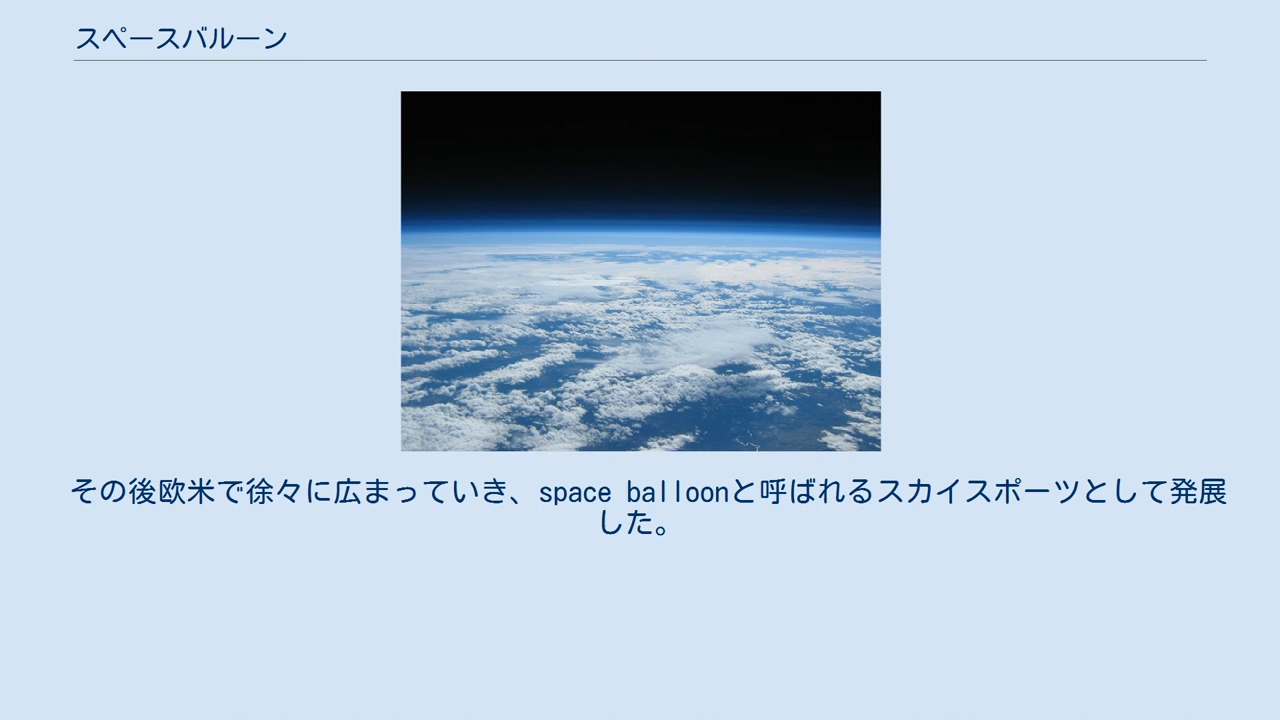 スペースバルーン
その後欧米で徐々に広まっていき、space balloonと呼ばれるスカイスポーツとして発展
した。